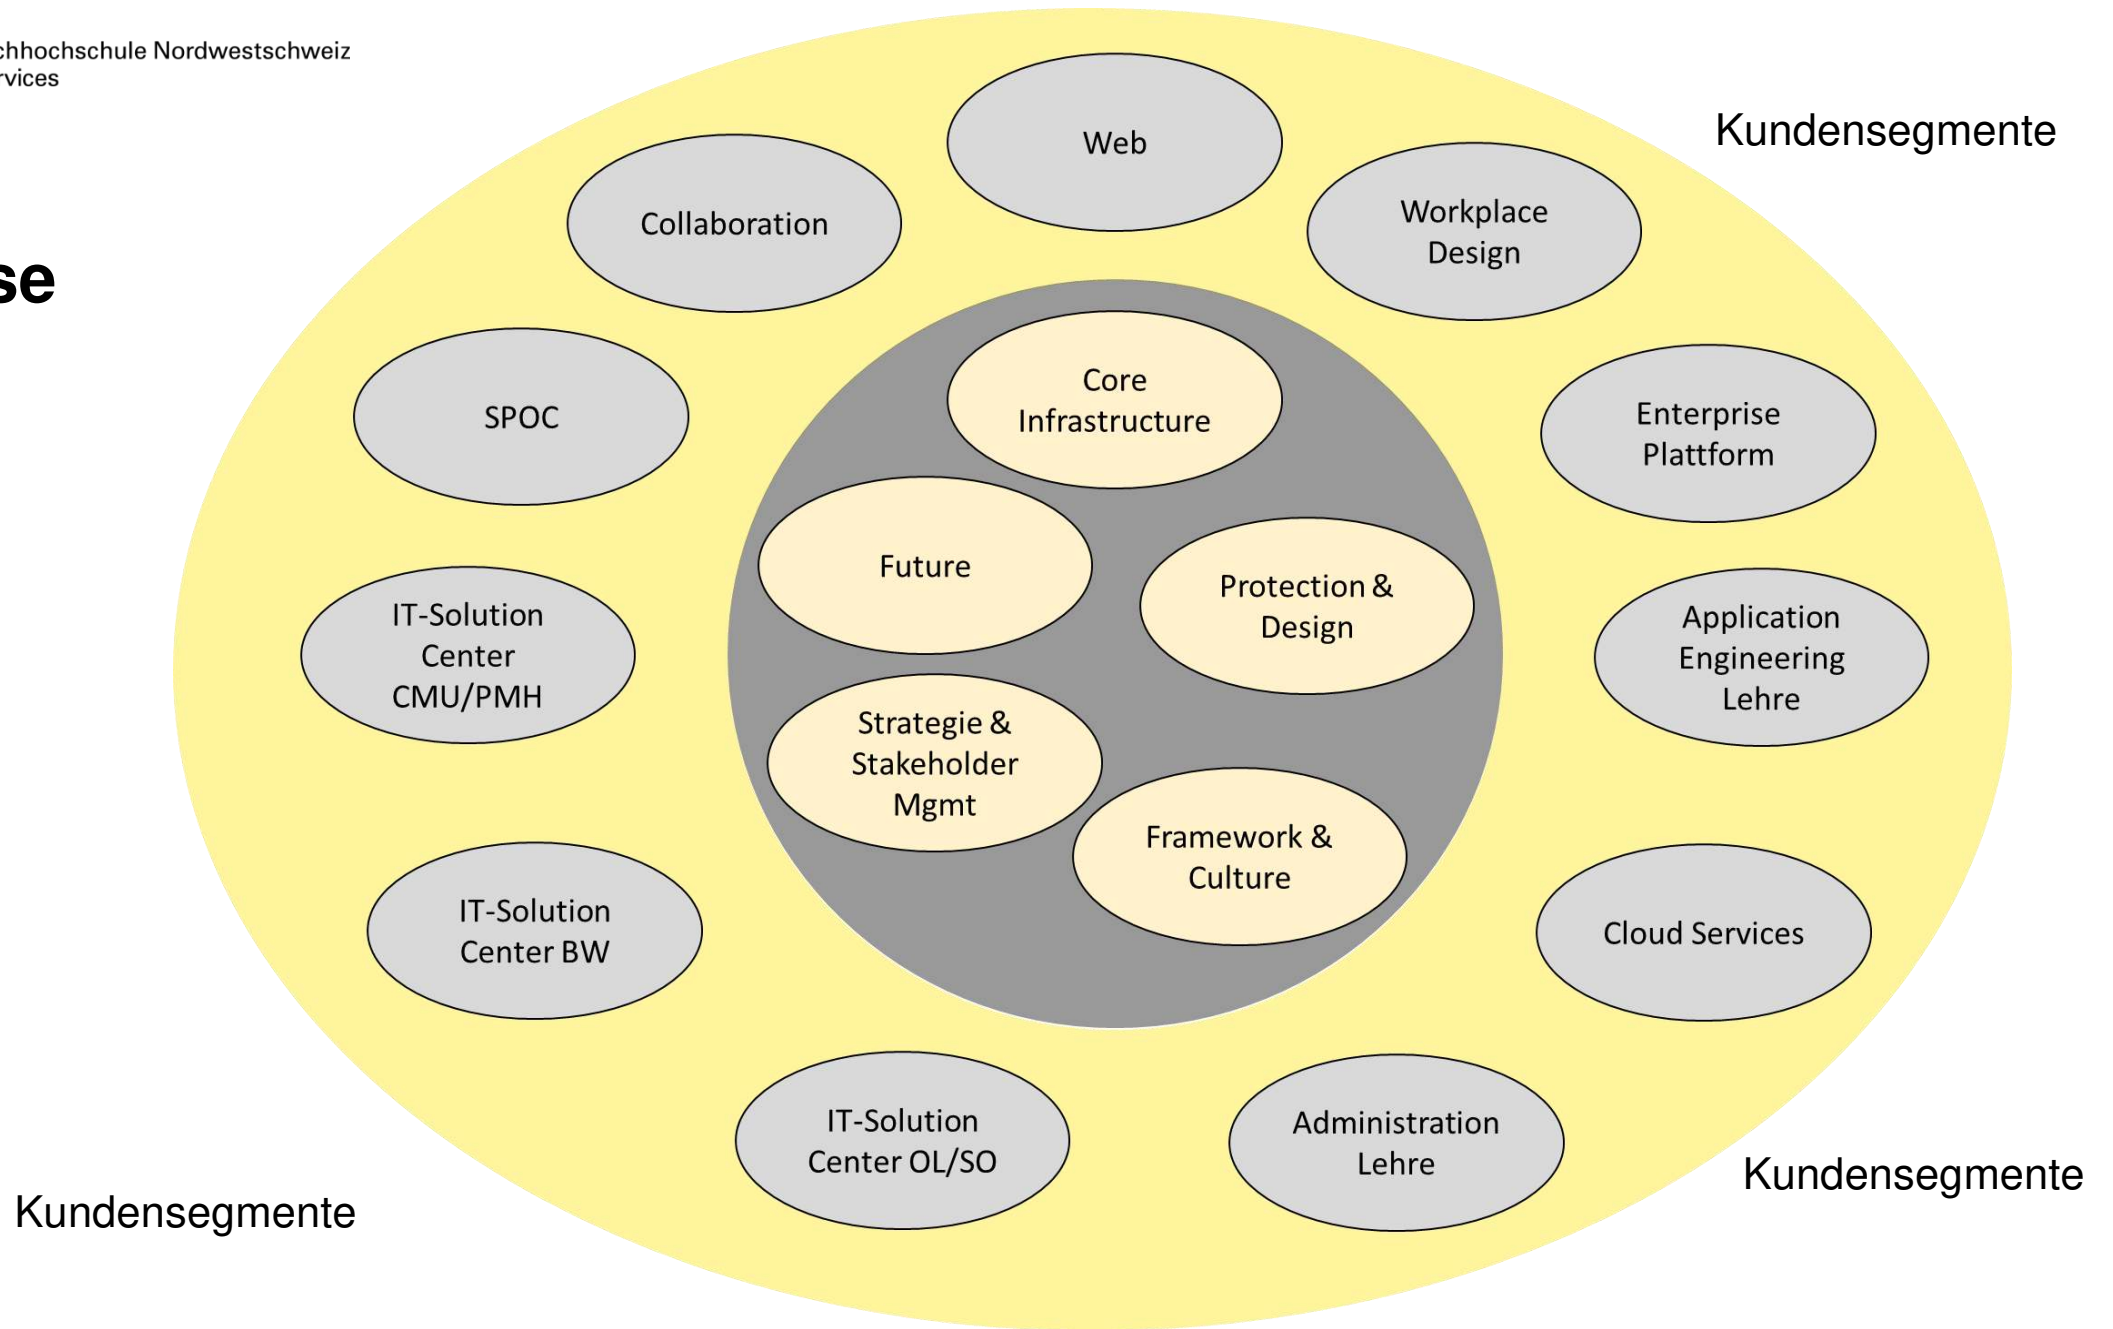 chhochschule Nordwestschweiz
rvices
se
Kundensegmente
Web
Collaboration
Workplace
Design
SPOC
Core
Infrastructure
Enterprise
Plattform
Future
Protection &
Design
IT-Solution
Center
CMU/PMH
Application
Engineering
Lehre
Strategie &
Stakeholder
Mgmt
Framework &
Culture
IT-Solution
Center BW
Cloud Services
IT-Solution
Center OL/SO
Administration
Lehre
Kundensegmente
Kundensegmente